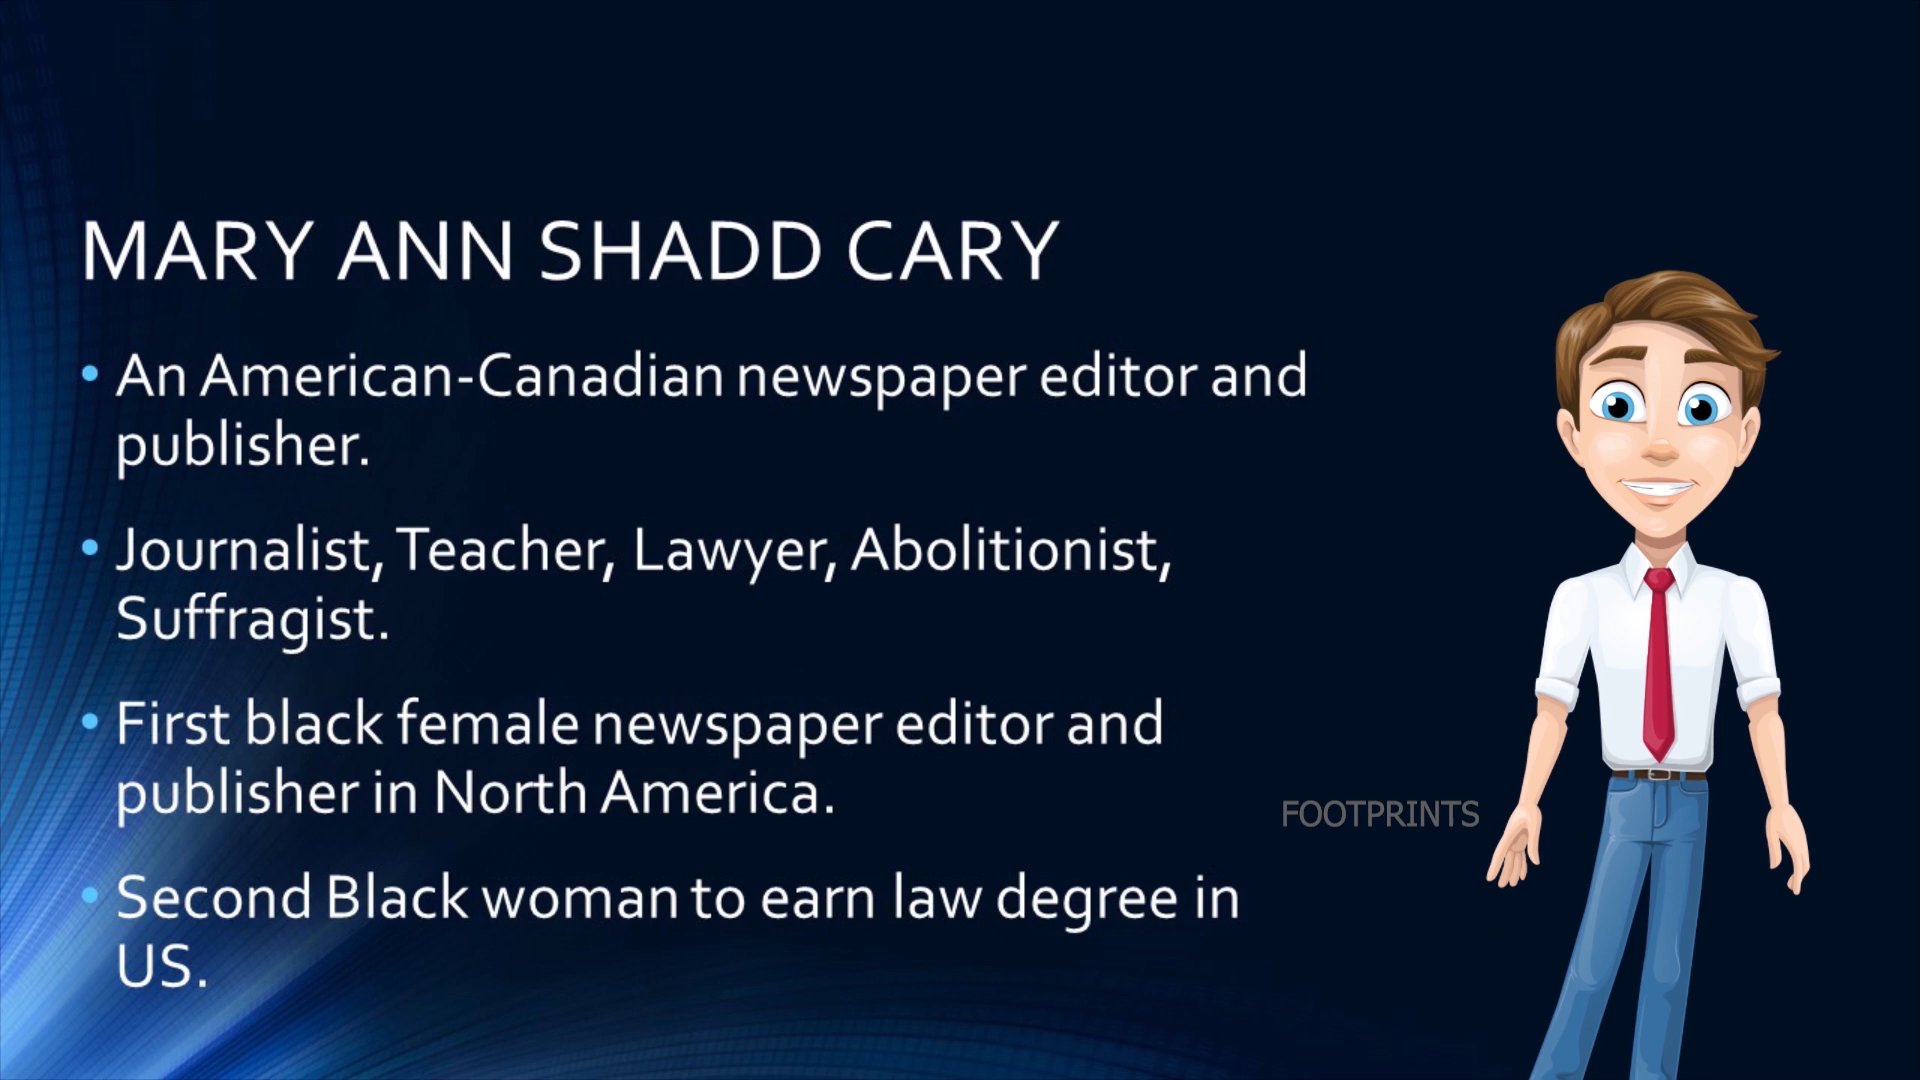 MARY ANN SHADD CARY
• An American-Canadian newspaper editor and
publisher.
• Journalist, Teacher, Lawyer, Abolitionist,
Suffragist.
• First black female newspaper editor and
publisher in North America.
• Second Black woman to earn law degree in
US.
FOOTPRINTS